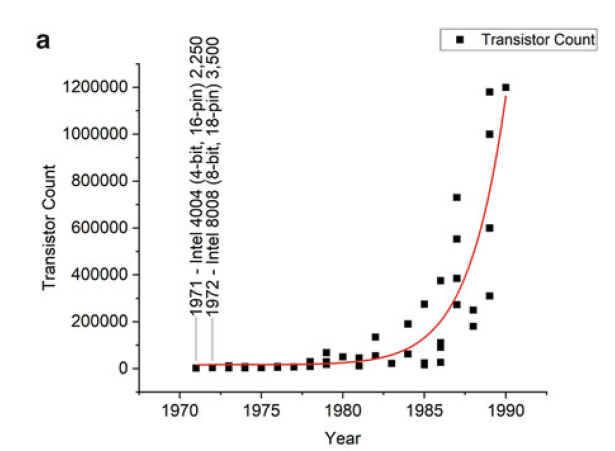 a
Transistor Count
1971 - Intel 4004 (4-bit, 16-pin) 2,250
1972 - Intel 8008 (8-bit, 18-pin) 3,500
Transistor Count
1200000
1000000
800000
600000
400000
200000
0
1970
1975
1980
1985
1990
Year